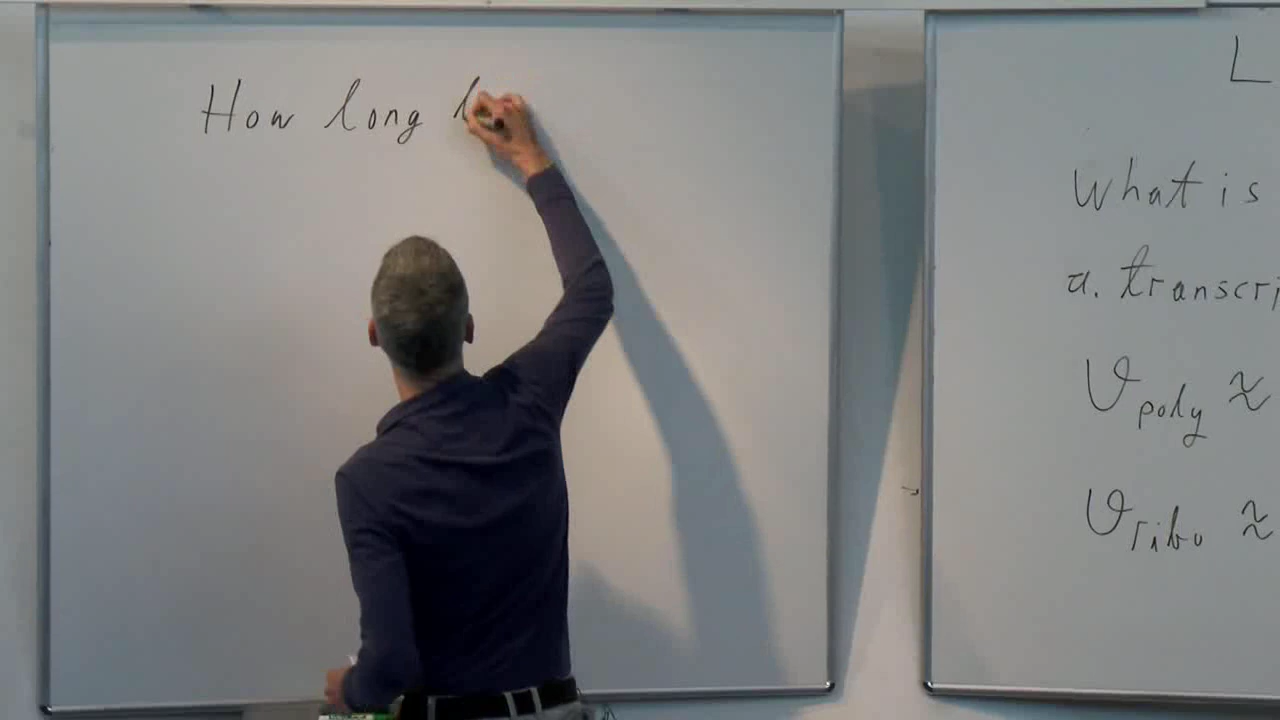 How long
L
What is
a. transcri
v poly ≈
v ribo ≈